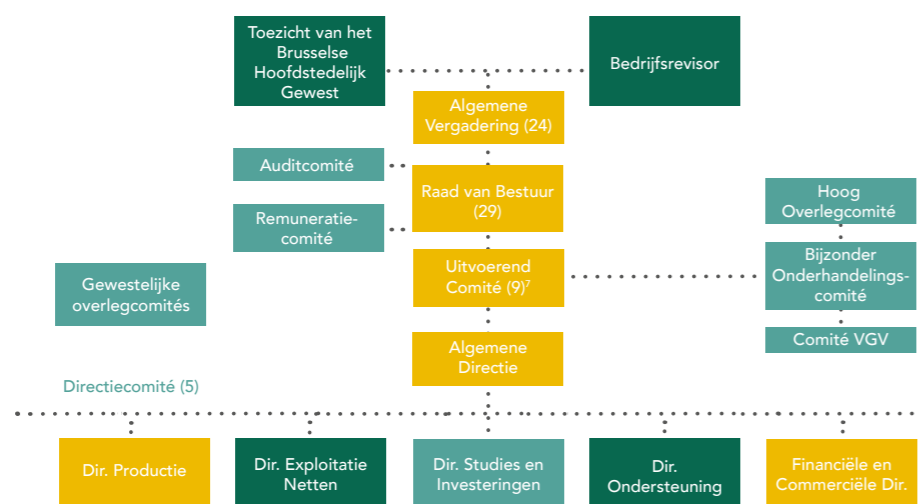 Toezicht van het
Brusselse
Hoofdstedelijk
Gewest
Bedrijfsrevisor
Algemene
Vergadering (24)
Auditcomité
Raad van Bestuur
(29)
Remuneratie-
comité
Hoog
Overlegcomité
Uitvoerend
Comité (9)⁷
Bijzonder
Onderhandelings-
comité
Gewestelijke
overlegcomités
Comité VGV
Algemene
Directie
Directiecomité (5)
Dir. Productie
Dir. Exploitatie
Netten
Dir. Studies en
Investeringen
Dir.
Ondersteuning
Financiële en
Commerciële Dir.